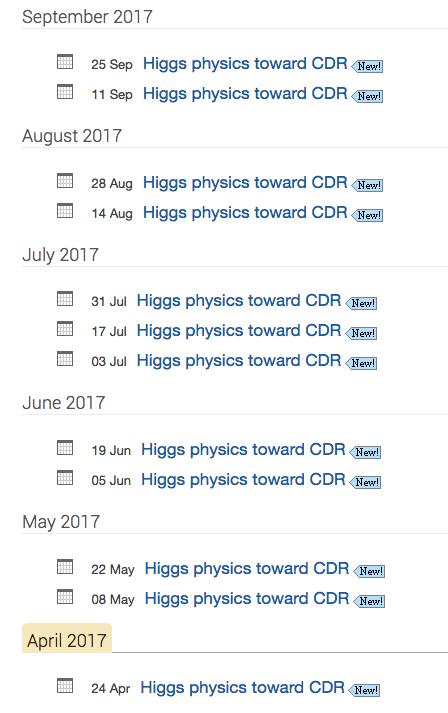 September 2017
25 Sep Higgs physics toward CDR New!
11 Sep Higgs physics toward CDR New!
August 2017
28 Aug Higgs physics toward CDR New!
14 Aug Higgs physics toward CDR New!
July 2017
31 Jul Higgs physics toward CDR New!
17 Jul Higgs physics toward CDR New!
03 Jul Higgs physics toward CDR New!
June 2017
19 Jun Higgs physics toward CDR New!
05 Jun Higgs physics toward CDR New!
May 2017
22 May Higgs physics toward CDR New!
08 May Higgs physics toward CDR New!
April 2017
24 Apr Higgs physics toward CDR New!